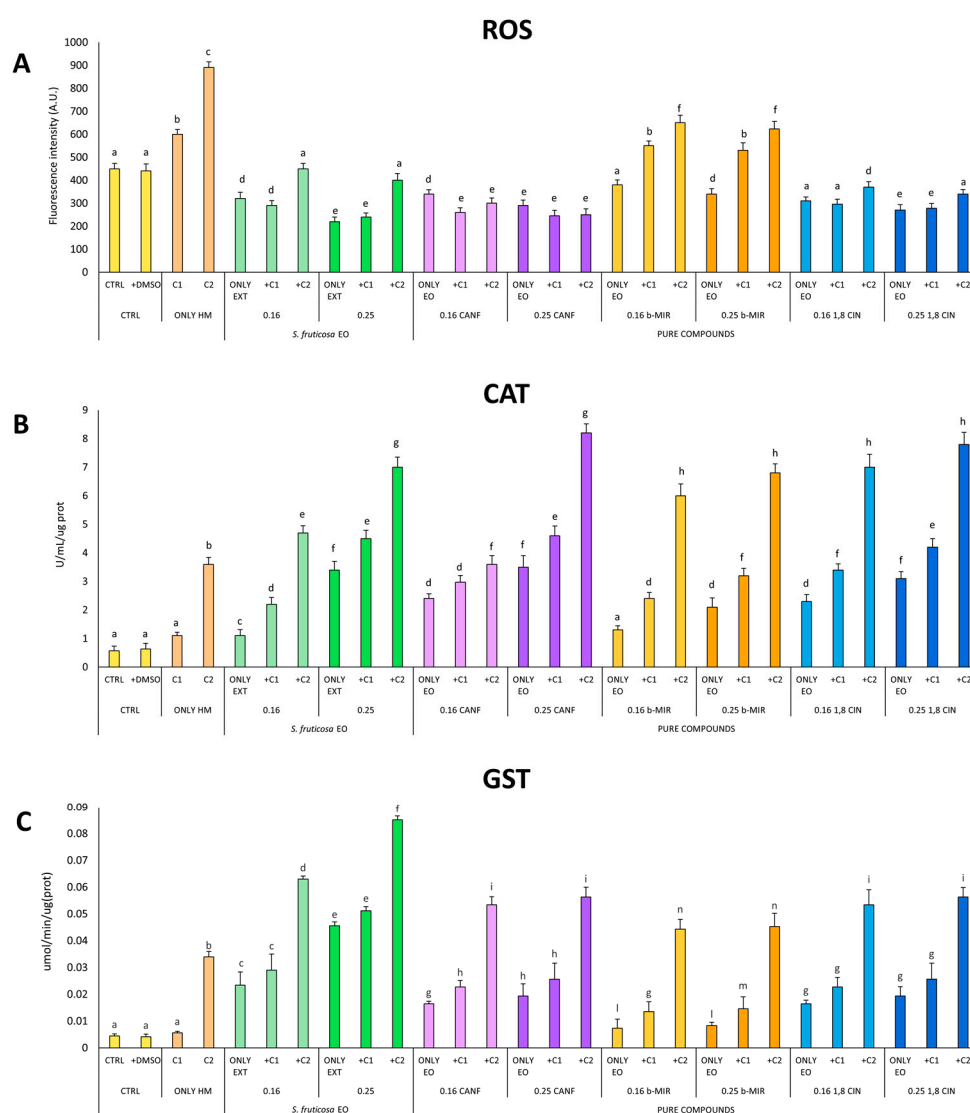 ROS
A
Fluorescence intensity (A.U.)
1000
900
800
700
600
500
400
300
200
100
0
a a b c d d a e e a d e e e e e a b f d b f a a d e e a
CTRL +DMSO C1 C2 ONLY EXT +C1 +C2 ONLY EXT +C1 +C2 ONLY EO +C1 +C2 ONLY EO +C1 +C2 ONLY EO +C1 +C2 ONLY EO +C1 +C2 ONLY EO +C1 +C2 ONLY EO +C1 +C2
CTRL ONLY HM 0.16 0.25 0.16 CANF 0.25 CANF 0.16 b-MIR 0.25 b-MIR 0.16 1,8 CIN 0.25 1,8 CIN
S. fruticosa EO PURE COMPOUNDS
CAT
B
U/mL/ug prot
9
8
7
6
5
4
3
2
1
0
a a a b c d e f e g d d f f e g a d h d f h d f h f e h
CTRL +DMSO C1 C2 ONLY EXT +C1 +C2 ONLY EXT +C1 +C2 ONLY EO +C1 +C2 ONLY EO +C1 +C2 ONLY EO +C1 +C2 ONLY EO +C1 +C2 ONLY EO +C1 +C2 ONLY EO +C1 +C2
CTRL ONLY HM 0.16 0.25 0.16 CANF 0.25 CANF 0.16 b-MIR 0.25 b-MIR 0.16 1,8 CIN 0.25 1,8 CIN
S. fruticosa EO PURE COMPOUNDS
GST
C
umol/min/ug(prot)
0.09
0.08
0.07
0.06
0.05
0.04
0.03
0.02
0.01
0
a a a b c c d e e f g h i h h i l g n l m n g g i g g i
CTRL +DMSO C1 C2 ONLY EXT +C1 +C2 ONLY EXT +C1 +C2 ONLY EO +C1 +C2 ONLY EO +C1 +C2 ONLY EO +C1 +C2 ONLY EO +C1 +C2 ONLY EO +C1 +C2 ONLY EO +C1 +C2
CTRL ONLY HM 0.16 0.25 0.16 CANF 0.25 CANF 0.16 b-MIR 0.25 b-MIR 0.16 1,8 CIN 0.25 1,8 CIN
S. fruticosa EO PURE COMPOUNDS